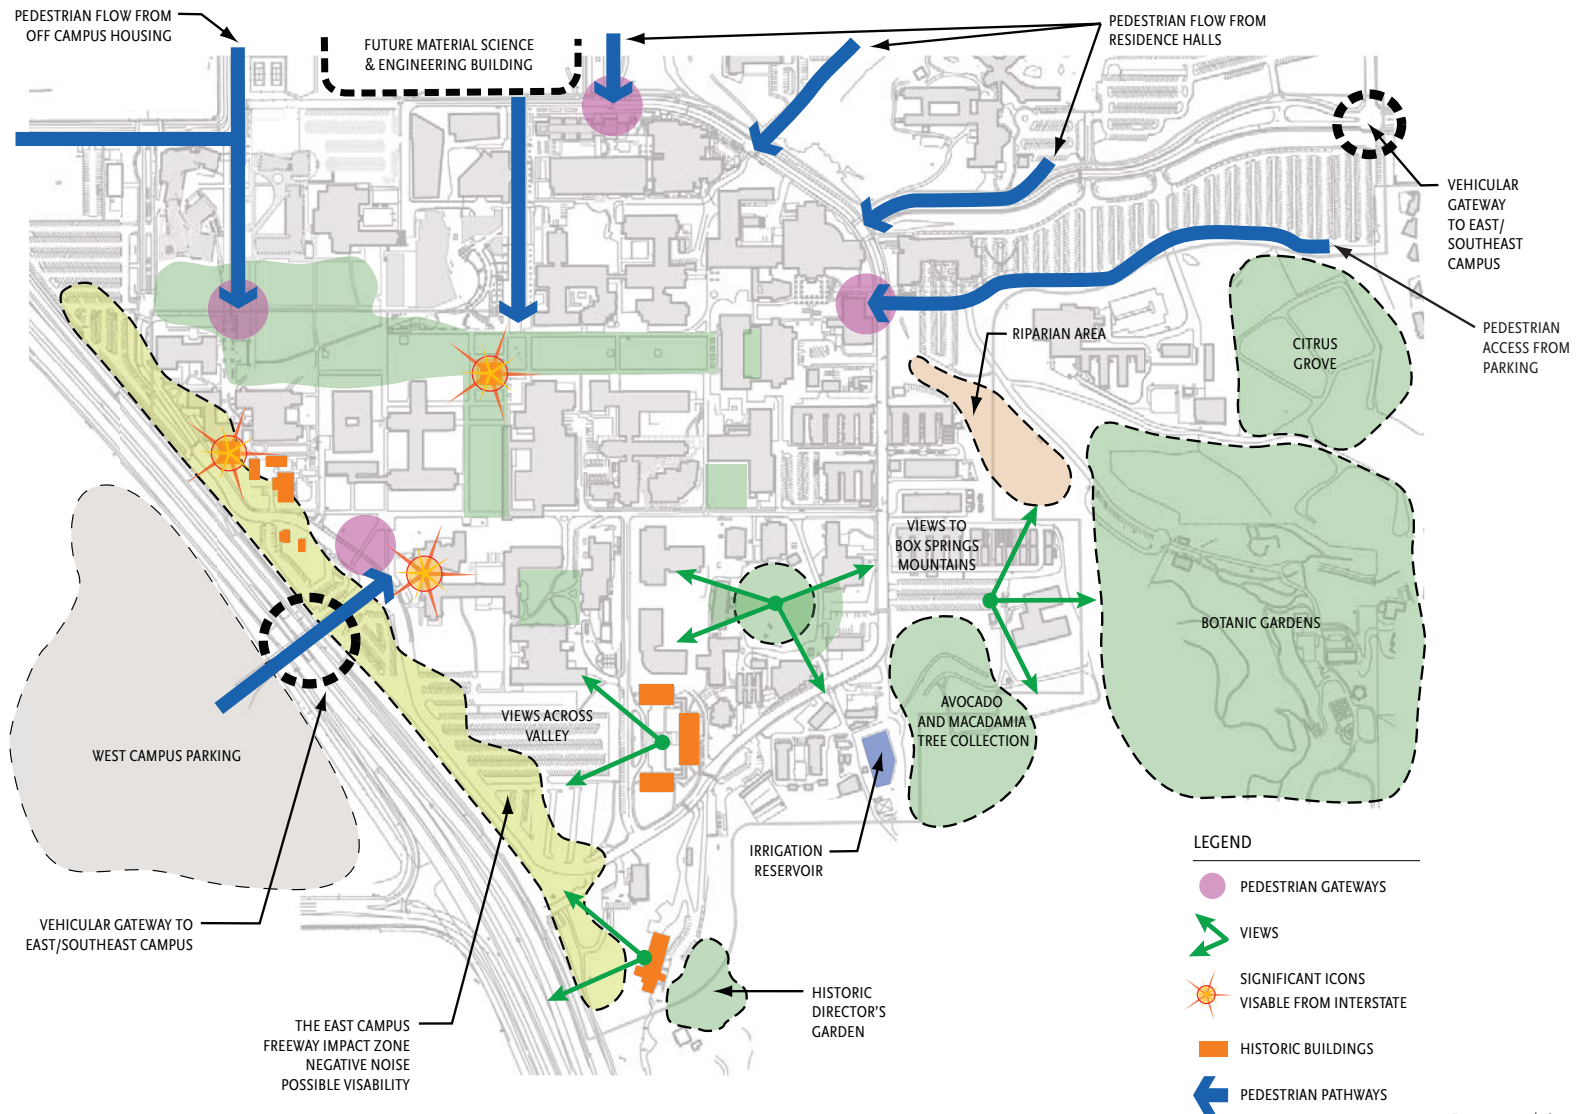 PEDESTRIAN FLOW FROM
OFF CAMPUS HOUSING
FUTURE MATERIAL SCIENCE
& ENGINEERING BUILDING
PEDESTRIAN FLOW FROM
RESIDENCE HALLS
VEHICULAR
GATEWAY
TO EAST/
SOUTHEAST
CAMPUS
PEDESTRIAN
ACCESS FROM
PARKING
RIPARIAN AREA
CITRUS
GROVE
VIEWS TO
BOX SPRINGS
MOUNTAINS
BOTANIC GARDENS
AVOCADO
AND MACADAMIA
TREE COLLECTION
VIEWS ACROSS
VALLEY
WEST CAMPUS PARKING
IRRIGATION
RESERVOIR
VEHICULAR GATEWAY TO
EAST/SOUTHEAST CAMPUS
HISTORIC
DIRECTOR'S
GARDEN
THE EAST CAMPUS
FREEWAY IMPACT ZONE
NEGATIVE NOISE
POSSIBLE VISABILITY
LEGEND
PEDESTRIAN GATEWAYS
VIEWS
SIGNIFICANT ICONS
VISABLE FROM INTERSTATE
HISTORIC BUILDINGS
PEDESTRIAN PATHWAYS